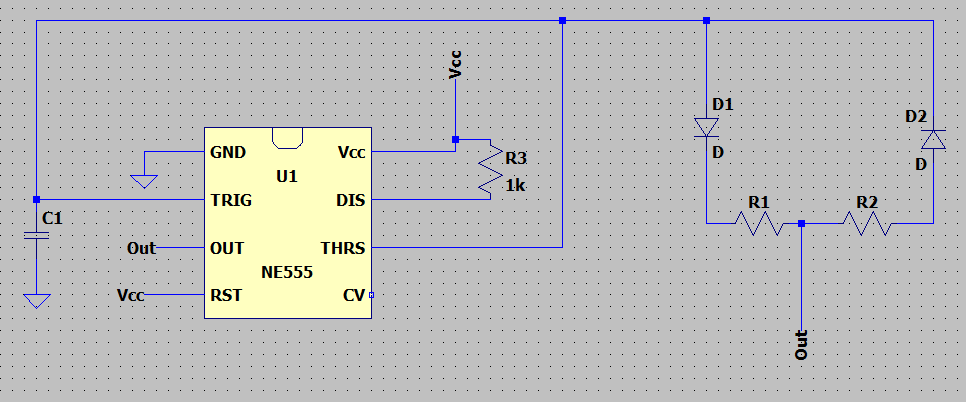 Vcc
D1
D
D2
D
GND
Vcc
U1
R3
1k
TRIG
DIS
C1
R1
R2
Out
OUT
THRS
NE555
Vcc
RST
CV
Out